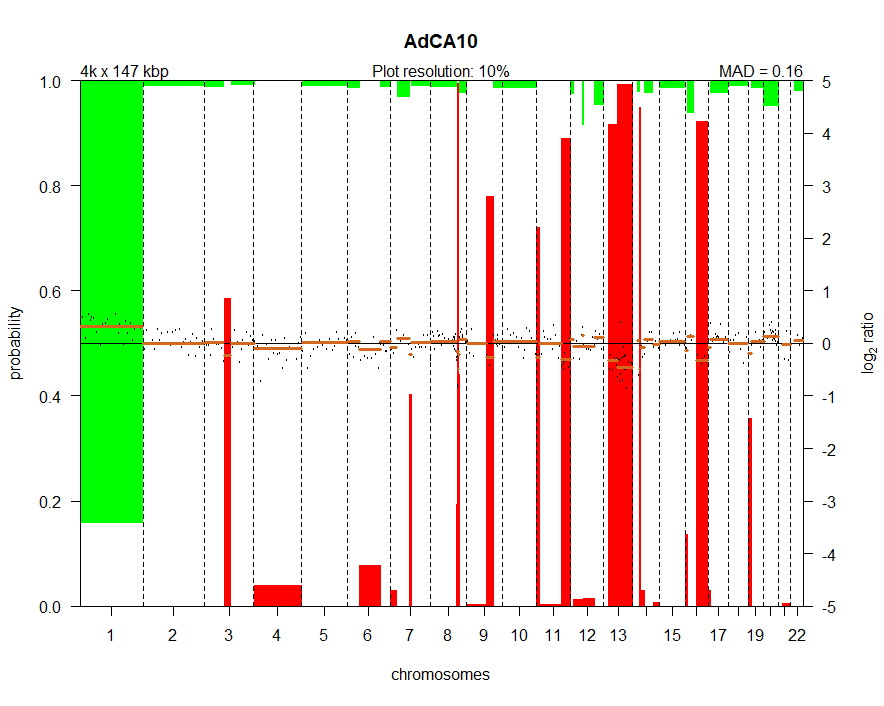 AdCA10
4k x 147 kbp Plot resolution: 10% MAD = 0.16
1.0 5
4
0.8 3
2
0.6 1
probability 0 log2 ratio
0.4 -1
-2
0.2 -3
-4
0.0 -5
1 2 3 4 5 6 7 8 9 10 11 12 13 15 17 19 22
chromosomes